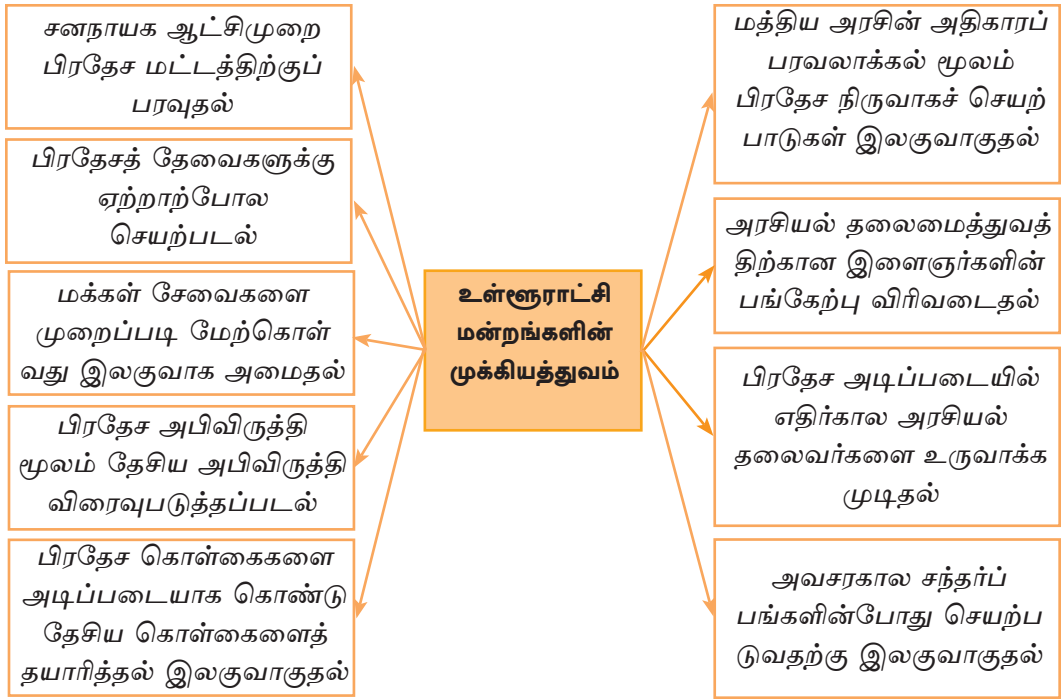 சனநாயக ஆட்சிமுறை
பிரதேச மட்டத்திற்குப்
பரவுதல்
பிரதேசத் தேவைகளுக்கு
ஏற்றாற்போல
செயற்படல்
மக்கள் சேவைகளை
முறைப்படி மேற்கொள்
வது இலகுவாக அமைதல்
பிரதேச அபிவிருத்தி
மூலம் தேசிய அபிவிருத்தி
விரைவுபடுத்தப்படல்
பிரதேச கொள்கைகளை
அடிப்படையாக கொண்டு
தேசிய கொள்கைளைத்
தயாரித்தல் இலகுவாகுதல்
உள்ளூராட்சி
மன்றங்களின்
முக்கியத்துவம்
மத்திய அரசின் அதிகாரப்
பரவலாக்கல் மூலம்
பிரதேச நிருவாகச் செயற்
பாடுகள் இலகுவாகுதல்
அரசியல் தலைமைத்துவத்
திற்கான இளைஞர்களின்
பங்கேற்பு விரிவடைதல்
பிரதேச அடிப்படையில்
எதிர்கால அரசியல்
தலைவர்களை உருவாக்க
முடிதல்
அவசரகால சந்தர்ப்
பங்களின்போது செயற்ப
டுவதற்கு இலகுவாகுதல்